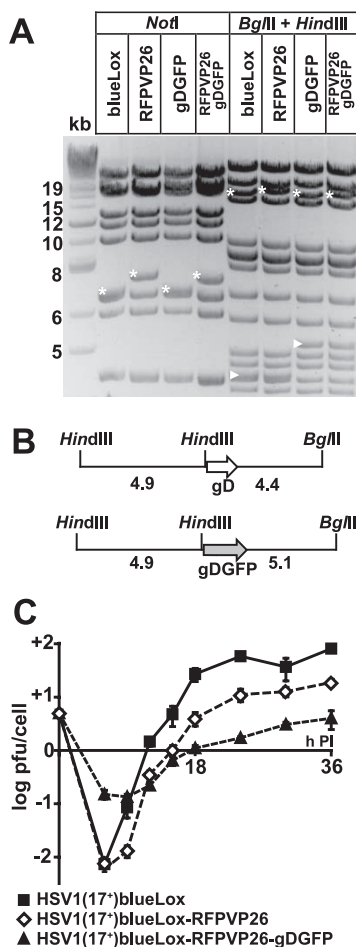 A
NotI
BglII + HindIII
blueLox
RFPVP26
gDGFP
RFPVP26 gDGFP
blueLox
RFPVP26
gDGFP
RFPVP26 gDGFP
kb
19
15
12
10
8
6
5
*
*
*
*
*
*
*
*
B
HindIII HindIII BglII
4.9 gD 4.4
HindIII HindIII BglII
4.9 gDGFP 5.1
C
log pfu/cell
+2
+1
0
-1
-2
h PI
18
36
HSV1(17+)blueLox
HSV1(17+)blueLox-RFPVP26
HSV1(17+)blueLox-RFPVP26-gDGFP